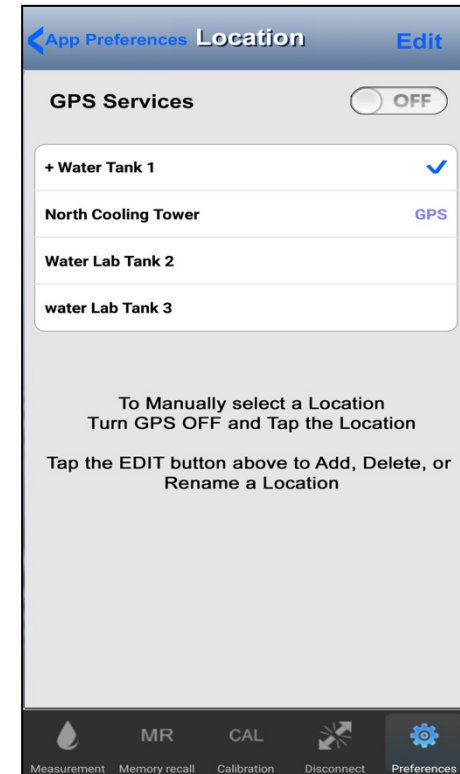 App Preferences Location Edit
GPS Services OFF
+ Water Tank 1
North Cooling Tower GPS
Water Lab Tank 2
water Lab Tank 3
To Manually select a Location
Turn GPS OFF and Tap the Location
Tap the EDIT button above to Add, Delete, or
Rename a Location
MR CAL
Measurement Memory recall Calibration Disconnect Preferences